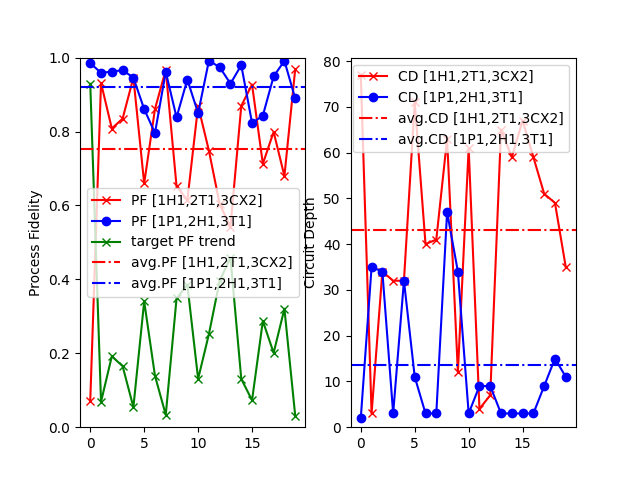 1.0
0.8
0.6
0.4
0.2
0.0
Process Fidelity
0
5
10
15
PF [1H1,2T1,3CX2]
PF [1P1,2H1,3T1]
target PF trend
avg.PF [1H1,2T1,3CX2]
avg.PF [1P1,2H1,3T1]
80
70
60
50
40
30
20
10
0
Circuit Depth
0
5
10
15
CD [1H1,2T1,3CX2]
CD [1P1,2H1,3T1]
avg.CD [1H1,2T1,3CX2]
avg.CD [1P1,2H1,3T1]